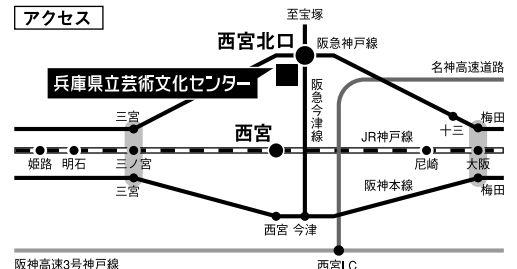 アクセス
至宝塚
西宮北口
阪急神戸線
名神高速道路
兵庫県立芸術文化センター
阪急今津線
三宮
西宮
十三
梅田
JR神戸線
姫路
明石
三ノ宮
尼崎
大阪
三宮
阪神本線
梅田
西宮
今津
阪神高速3号神戸線
西宮I.C